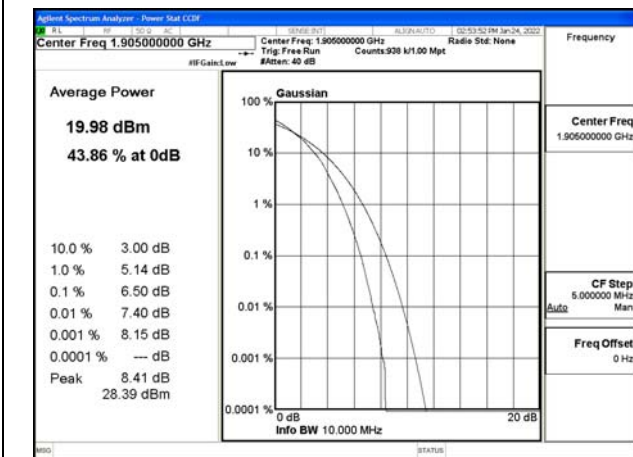 Agilent Spectrum Analyzer - Power Stat CCDF
RL RF 50 Ω AC SENSE:INT ALIGN AUTO 02:53:52 PM Jan 24, 2022
Center Freq 1.905000000 GHz
Center Freq: 1.905000000 GHz
Radio Std: None
Trig: Free Run Counts:938 k/1.00 Mpt
#IFGain:Low
#Atten: 40 dB
Frequency
Average Power
19.98 dBm
43.86 % at 0dB
10.0 % 3.00 dB
1.0 % 5.14 dB
0.1 % 6.50 dB
0.01 % 7.40 dB
0.001 % 8.15 dB
0.0001 % --- dB
Peak 8.41 dB
28.39 dBm
Gaussian
100 %
10 %
1 %
0.1 %
0.01 %
0.001 %
0.0001 %
0 dB
20 dB
Info BW 10.000 MHz
Center Freq
1.905000000 GHz
CF Step
5.000000 MHz
Auto Man
Freq Offset
0 Hz
MSG
STATUS